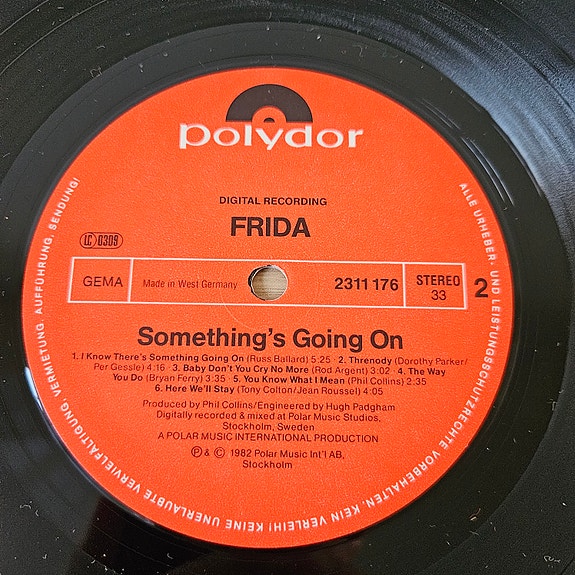 polydor
DIGITAL RECORDING
FRIDA
LC 0309
GEMA
Made in West Germany
2311 176
STEREO
33
2
Something's Going On
1. I Know There's Something Going On (Russ Ballard) 5:25 · 2. Threnody (Dorothy Parker/
Per Gessle) 4:16 · 3. Baby Don't You Cry No More (Rod Argent) 3:02 · 4. The Way
You Do (Bryan Ferry) 3:35 · 5. You Know What I Mean (Phil Collins) 2:35
6. Here We'll Stay (Tony Colton/Jean Roussel) 4:05
Produced by Phil Collins/Engineered by Hugh Padgham
Digitally recorded & mixed at Polar Music Studios,
Stockholm, Sweden
A POLAR MUSIC INTERNATIONAL PRODUCTION
Ⓟ & © 1982 Polar Music Int'l AB,
Stockholm
ALLE URHEBER- UND LEISTUNGSSCHUTZRECHTE VORBEHALTEN. KEIN VERLEIH! KEINE UNERLAUBTE VERVIELFÄLTIGUNG, VERMIETUNG, AUFFÜHRUNG, SENDUNG!